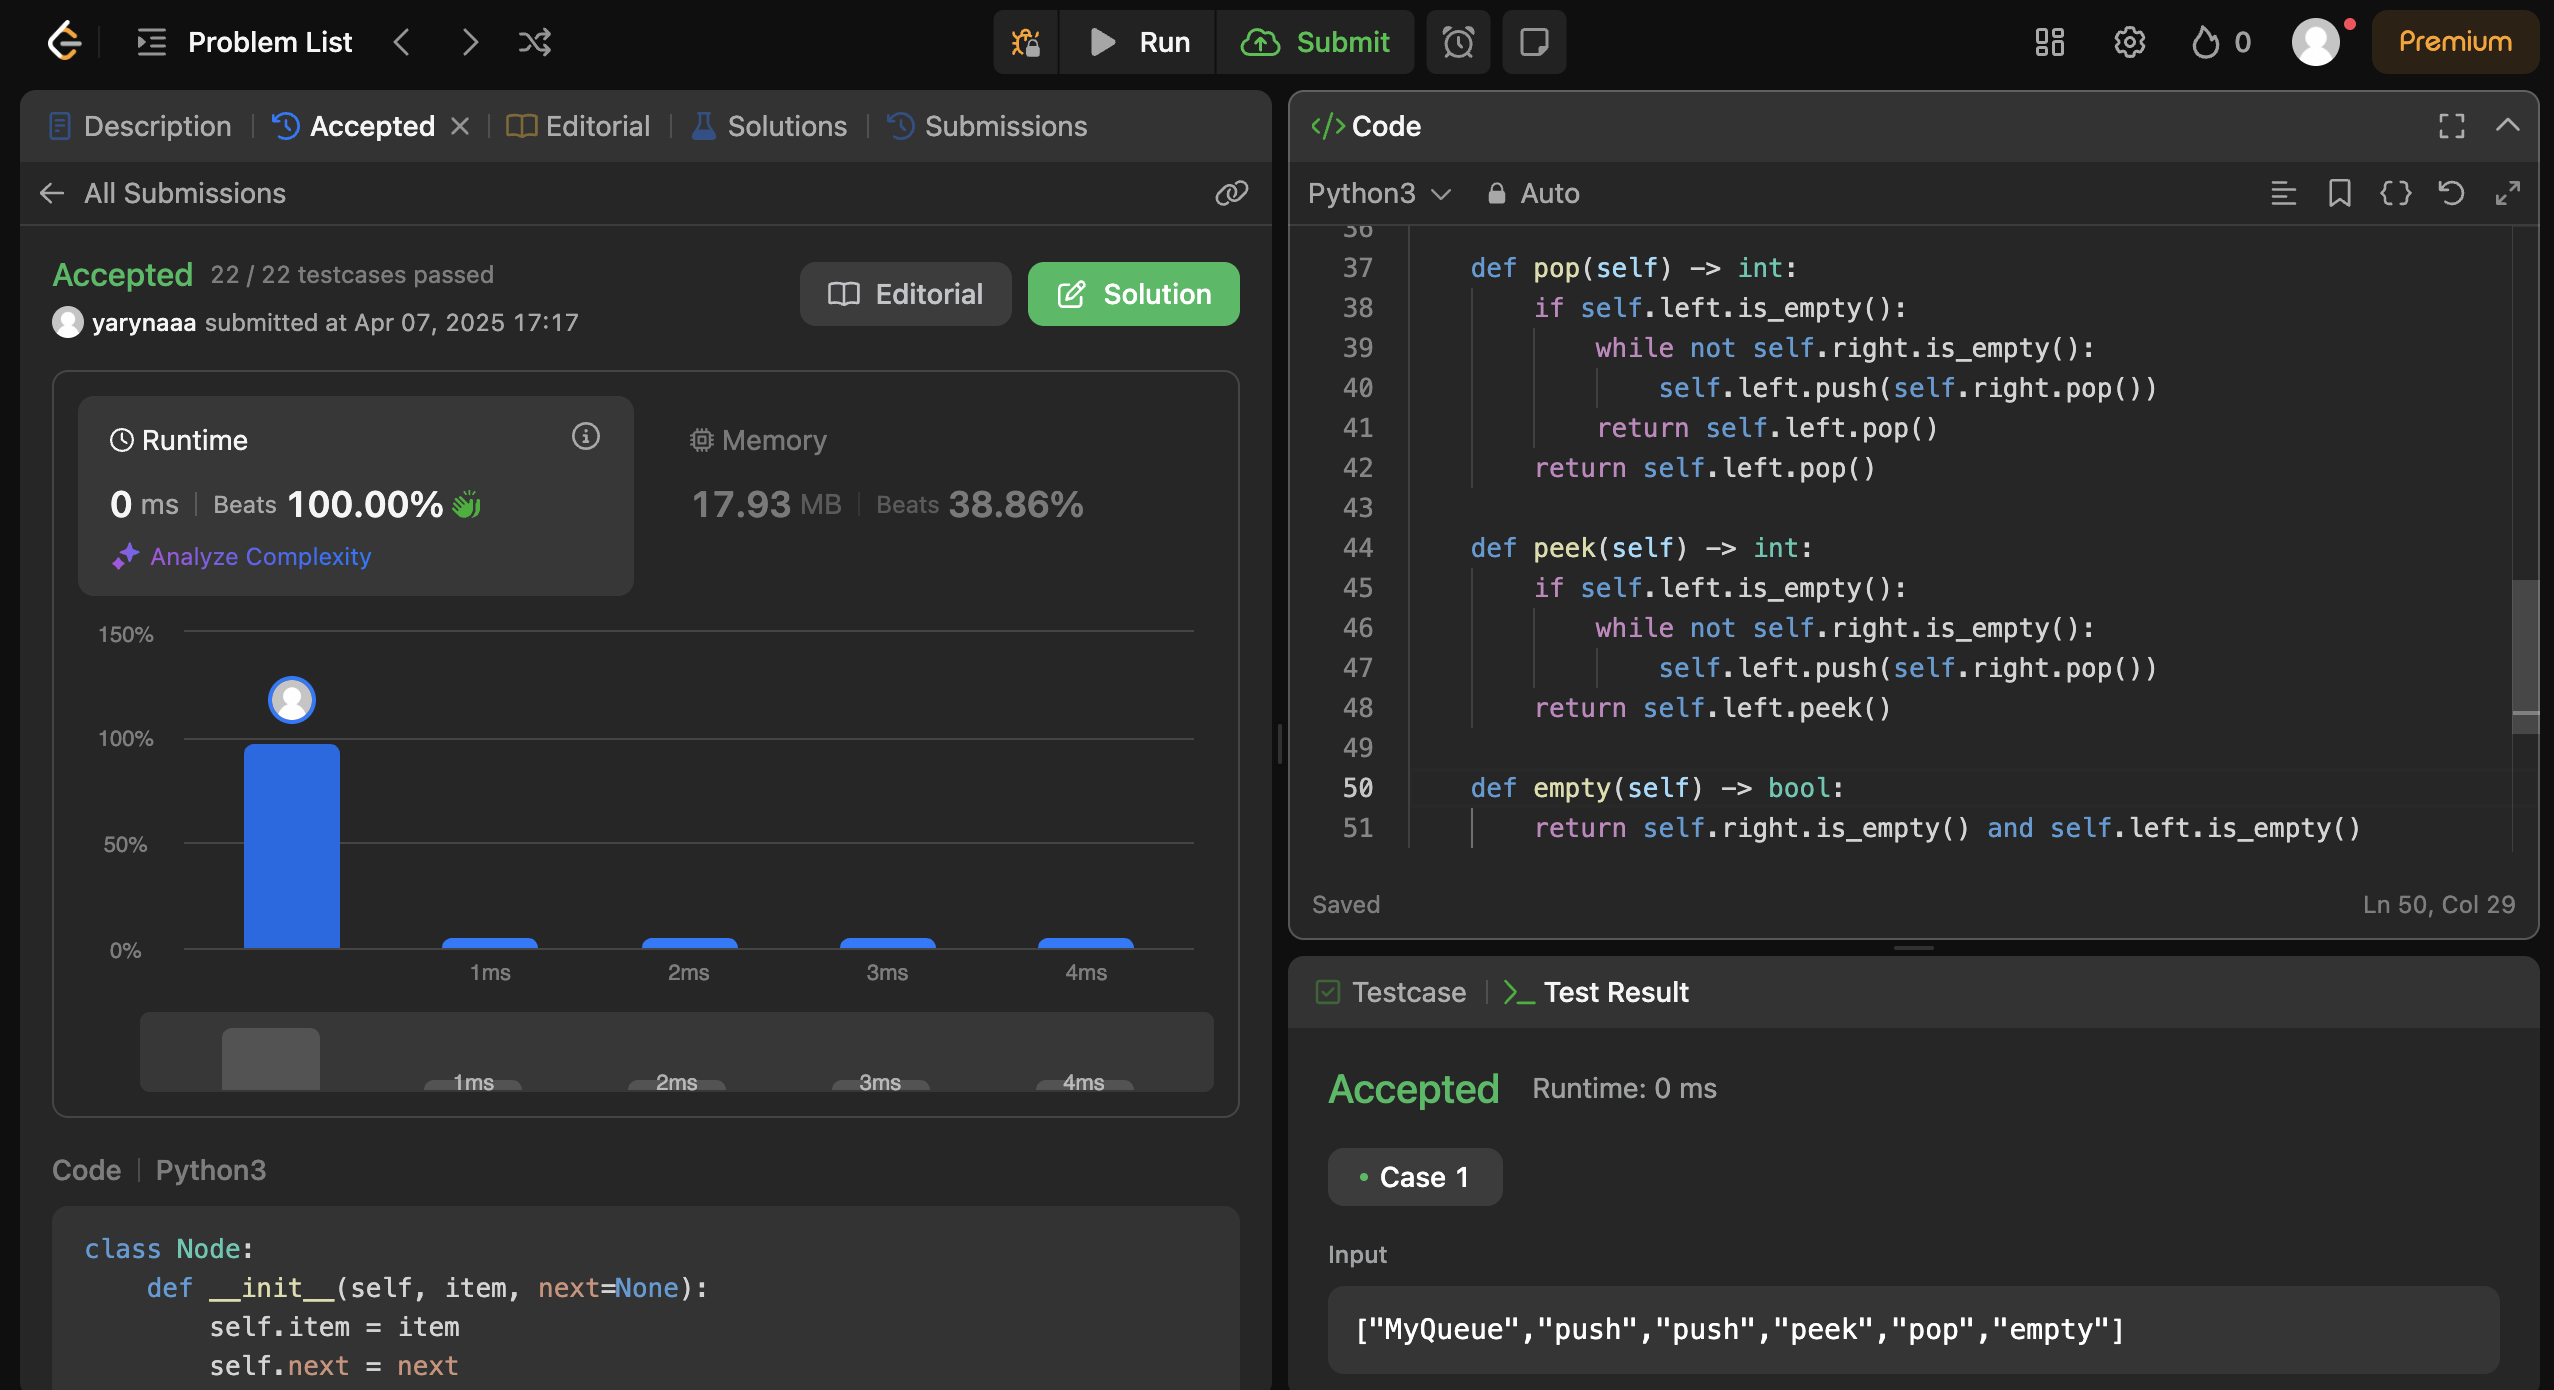 Problem List
Run
Submit
0
Premium
Description
Accepted
Editorial
Solutions
Submissions
All Submissions
Accepted 22 / 22 testcases passed
yarynaaa submitted at Apr 07, 2025 17:17
Editorial
Solution
Runtime
0 ms Beats 100.00%
Analyze Complexity
Memory
17.93 MB Beats 38.86%
150%
100%
50%
0%
1ms 2ms 3ms 4ms
1ms 2ms 3ms 4ms
Code Python3
class Node:
    def __init__(self, item, next=None):
        self.item = item
        self.next = next
</> Code
Python3 Auto
36
37     def pop(self) -> int:
38         if self.left.is_empty():
39             while not self.right.is_empty():
40                 self.left.push(self.right.pop())
41             return self.left.pop()
42         return self.left.pop()
43
44     def peek(self) -> int:
45         if self.left.is_empty():
46             while not self.right.is_empty():
47                 self.left.push(self.right.pop())
48         return self.left.peek()
49
50     def empty(self) -> bool:
51         return self.right.is_empty() and self.left.is_empty()
Saved Ln 50, Col 29
Testcase
Test Result
Accepted Runtime: 0 ms
• Case 1
Input
["MyQueue","push","push","peek","pop","empty"]